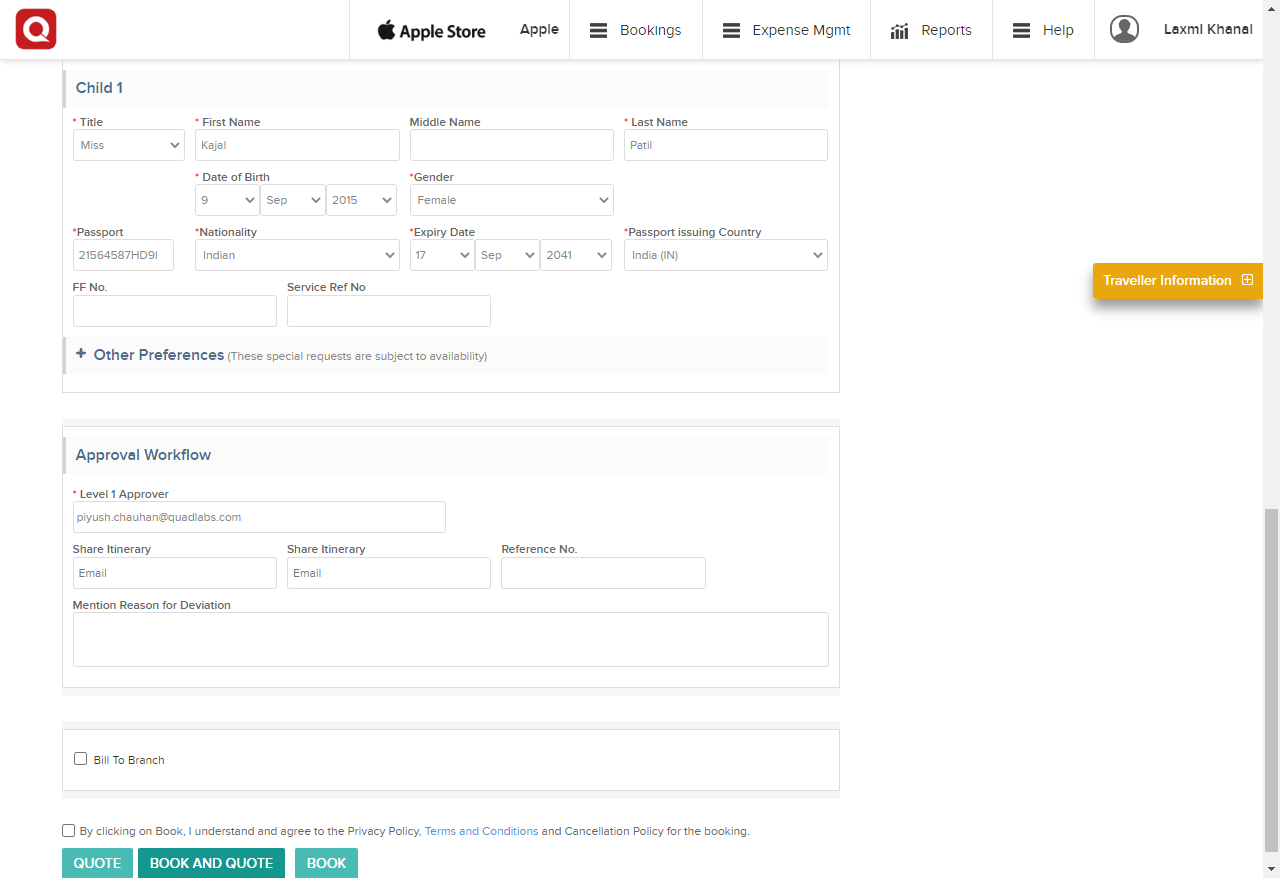 Apple Store Apple Bookings Expense Mgmt Reports Help Laxmi Khanal
Child 1
* Title * First Name Middle Name * Last Name
Miss Kajal Patil
* Date of Birth *Gender
9 Sep 2015 Female
*Passport *Nationality *Expiry Date *Passport issuing Country
21564587HD9 Indian 17 Sep 2041 India (IN)
Traveller Information
FF No. Service Ref No
+ Other Preferences (These special requests are subject to availability)
Approval Workflow
* Level 1 Approver
piyush.chauhan@quadlabs.com
Share Itinerary Share Itinerary Reference No.
Email Email
Mention Reason for Deviation
Bill To Branch
By clicking on Book, I understand and agree to the Privacy Policy, Terms and Conditions and Cancellation Policy for the booking.
QUOTE BOOK AND QUOTE BOOK